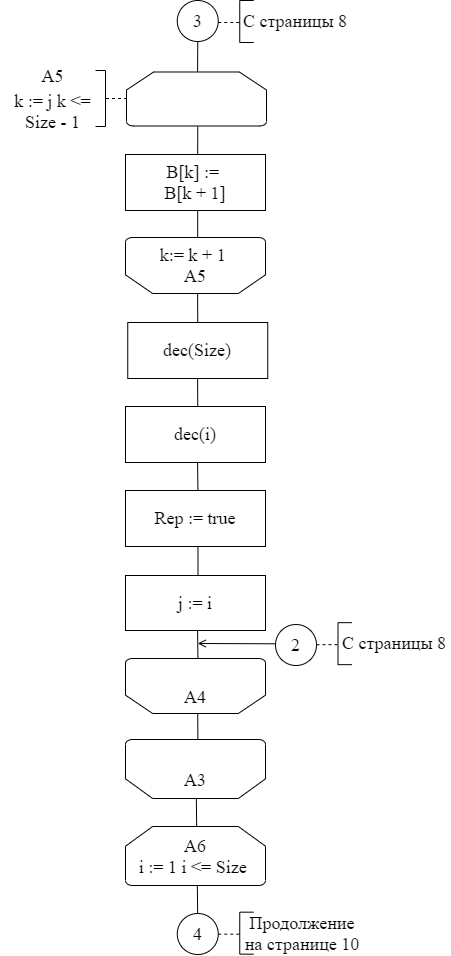 3
С страницы 8
A5
k := j k <=
Size - 1
B[k] :=
B[k + 1]
k:= k + 1
A5
dec(Size)
dec(i)
Rep := true
j := i
2
С страницы 8
A4
A3
A6
i := 1 i <= Size
4
Продолжение
на странице 10